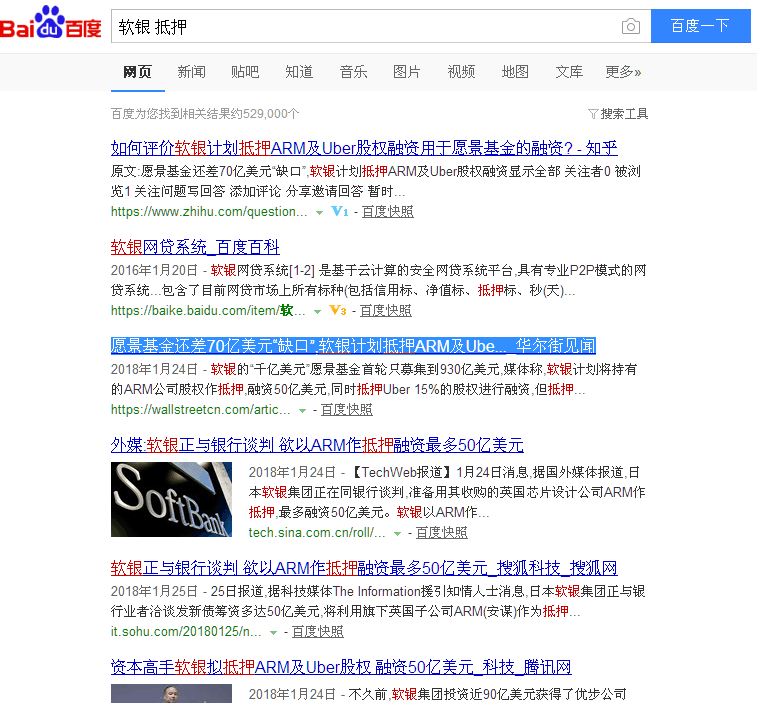 Bai du 百度
软银 抵押
百度一下
网页 新闻 贴吧 知道 音乐 图片 视频 地图 文库 更多»
百度为您找到相关结果约529,000个
搜索工具
如何评价软银计划抵押ARM及Uber股权融资用于愿景基金的融资? - 知乎
原文:愿景基金还差70亿美元“缺口”,软银计划抵押ARM及Uber股权融资显示全部 关注者0 被浏
览1 关注问题写回答 添加评论 分享邀请回答 暂时...
https://www.zhihu.com/question... V1 - 百度快照
软银网贷系统_百度百科
2016年1月20日 - 软银网贷系统[1-2] 是基于云计算的安全网贷系统平台,具有专业P2P模式的网
贷系统...包含了目前网贷市场上所有标种(包括信用标、净值标、抵押标、秒(天)...
https://baike.baidu.com/item/软... V3 - 百度快照
愿景基金还差70亿美元“缺口”,软银计划抵押ARM及Ube..._华尔街见闻
2018年1月24日 - 软银的“千亿美元”愿景基金首轮只募集到930亿美元,媒体称,软银计划将持有
的ARM公司股权作抵押,融资50亿美元,同时抵押Uber 15%的股权进行融资,但抵押...
https://wallstreetcn.com/artic... - 百度快照
外媒:软银正与银行谈判 欲以ARM作抵押融资最多50亿美元
SoftBank
2018年1月24日 - 【TechWeb报道】1月24日消息,据国外媒体报道,日
本软银集团正在同银行谈判,准备用其收购的英国芯片设计公司ARM作
抵押,最多融资50亿美元。软银以ARM作...
tech.sina.com.cn/roll/... - 百度快照
软银正与银行谈判 欲以ARM作抵押融资最多50亿美元_搜狐科技_搜狐网
2018年1月25日 - 25日报道,据科技媒体The Information援引知情人士消息,日本软银集团正与银
行业者洽谈发新债筹资多达50亿美元,将利用旗下英国子公司ARM(安谋)作为抵押...
it.sohu.com/20180125/n... - 百度快照
资本高手软银拟抵押ARM及Uber股权 融资50亿美元_科技_腾讯网
2018年1月24日 - 不久前,软银集团投资近90亿美元获得了优步公司